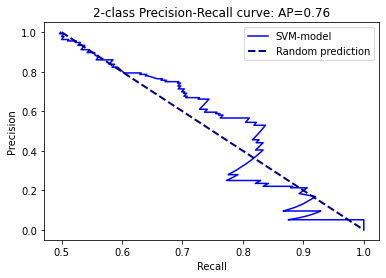 2-class Precision-Recall curve: AP=0.76
SVM-model
Random prediction
Precision
1.0
0.8
0.6
0.4
0.2
0.0
0.5
0.6
0.7
0.8
0.9
1.0
Recall